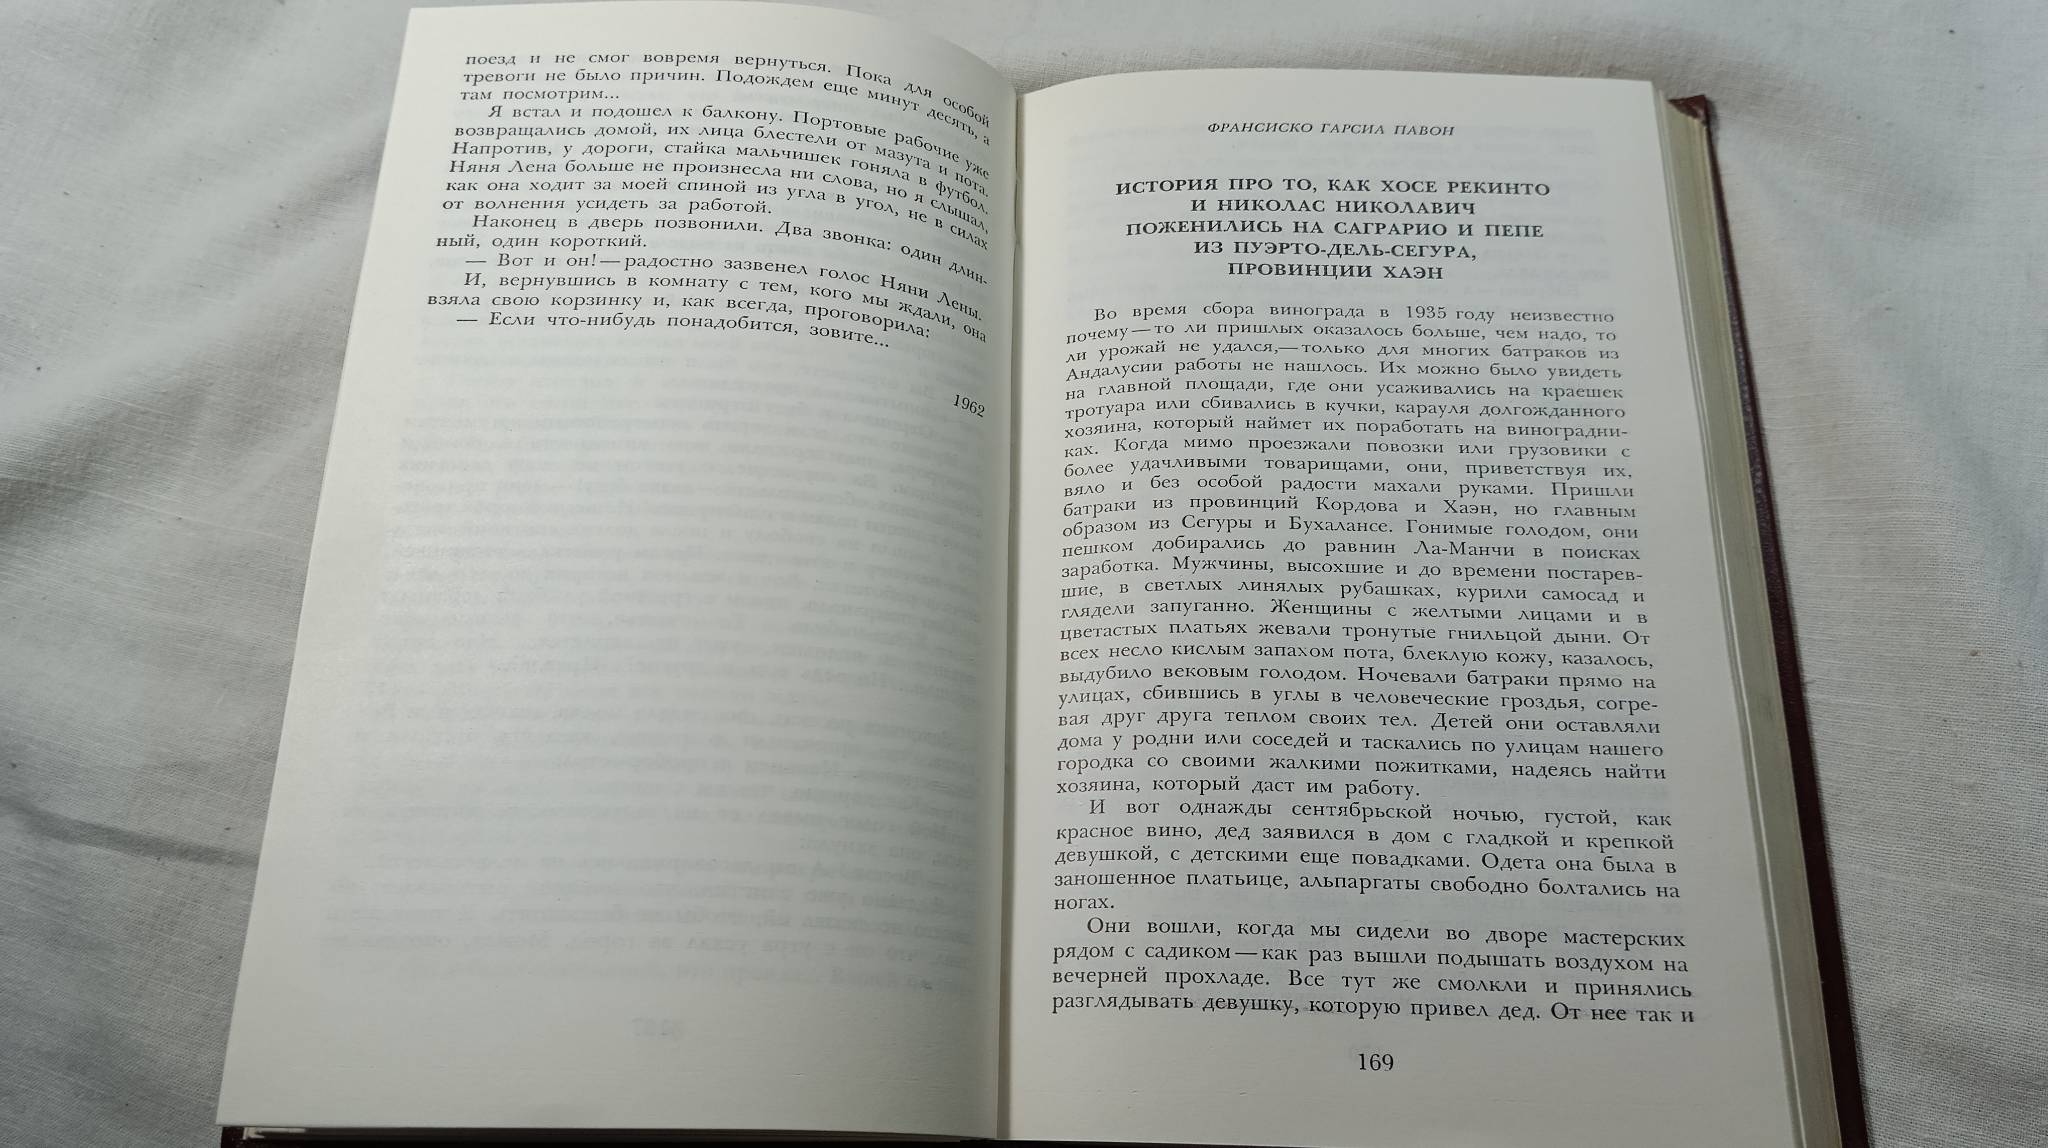 поезд и не смог вовремя вернуться. Пока для особой
тревоги не было причин. Подождем еще минут десять, а
там посмотрим...
Я встал и подошел к балкону. Портовые рабочие уже
возвращались домой, их лица блестели от мазута и пота.
Напротив, у дороги, стайка мальчишек гоняла в футбол.
Няня Лена больше не произнесла ни слова, но я слышал,
как она ходит за моей спиной из угла в угол, не в силах
от волнения усидеть за работой.
Наконец в дверь позвонили. Два звонка: один длин-
ный, один короткий.
— Вот и он! — радостно зазвенел голос Няни Лены.
И, вернувшись в комнату с тем, кого мы ждали, она
взяла свою корзинку и, как всегда, проговорила:
— Если что-нибудь понадобится, зовите...
1962
ФРАНСИСКО ГАРСИА ПАВОН
ИСТОРИЯ ПРО ТО, КАК ХОСЕ РЕКИНТО
И НИКОЛАС НИКОЛАВИЧ
ПОЖЕНИЛИСЬ НА САГРАРИО И ПЕПЕ
ИЗ ПУЭРТО-ДЕЛЬ-СЕГУРА,
ПРОВИНЦИИ ХАЭН
Во время сбора винограда в 1935 году неизвестно
почему — то ли пришлых оказалось больше, чем надо, то
ли урожай не удался, — только для многих батраков из
Андалусии работы не нашлось. Их можно было увидеть
на главной площади, где они усаживались на краешек
тротуара или сбивались в кучки, карауля долгожданного
хозяина, который наймет их поработать на виноградни-
ках. Когда мимо проезжали повозки или грузовики с
более удачливыми товарищами, они, приветствуя их,
вяло и без особой радости махали руками. Пришли
батраки из провинций Кордова и Хаэн, но главным
образом из Сегуры и Бухалансе. Гонимые голодом, они
пешком добирались до равнин Ла-Манчи в поисках
заработка. Мужчины, высохшие и до времени постарев-
шие, в светлых линялых рубашках, курили самосад и
глядели запуганно. Женщины с желтыми лицами и в
цветастых платьях жевали тронутые гнильцой дыни. От
всех несло кислым запахом пота, блеклую кожу, казалось,
выдубило вековым голодом. Ночевали батраки прямо на
улицах, сбившись в углы в человеческие гроздья, согре-
вая друг друга теплом своих тел. Детей они оставляли
дома у родни или соседей и таскались по улицам нашего
городка со своими жалкими пожитками, надеясь найти
хозяина, который даст им работу.
И вот однажды сентябрьской ночью, густой, как
красное вино, дед заявился в дом с гладкой и крепкой
девушкой, с детскими еще повадками. Одета она была в
заношенное платьице, альпаргаты свободно болтались на
ногах.
Они вошли, когда мы сидели во дворе мастерских
рядом с садиком — как раз вышли подышать воздухом на
вечерней прохладе. Все тут же смолкли и принялись
разглядывать девушку, которую привел дед. От нее так и
169